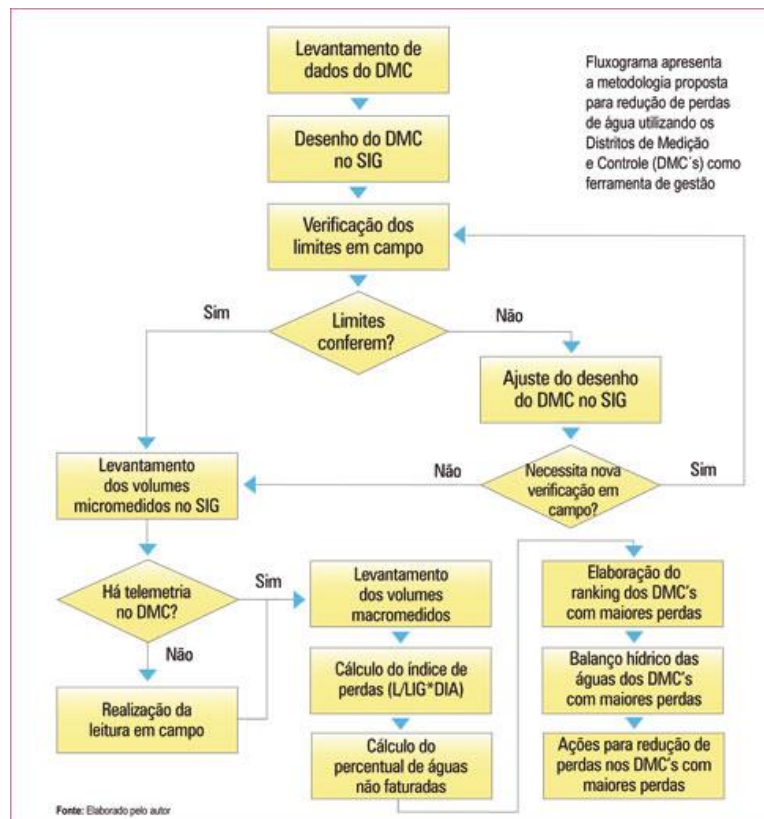 Levantamento de
dados do DMC
Fluxograma apresenta
a metodologia proposta
para redução de perdas
de água utilizando os
Distritos de Medição
e Controle (DMC´s) como
ferramenta de gestão
Desenho do DMC
no SIG
Verificação dos
limites em campo
Sim
Limites
conferem?
Não
Ajuste do desenho
do DMC no SIG
Levantamento
dos volumes
micromedidos no SIG
Não
Necessita nova
verificação em
campo?
Sim
Há telemetria
no DMC?
Sim
Não
Realização da
leitura em campo
Levantamento
dos volumes
macromedidos
Cálculo do índice de
perdas (L/LIG*DIA)
Cálculo do
percentual de águas
não faturadas
Elaboração do
ranking dos DMC's
com maiores perdas
Balanço hídrico das
águas dos DMC's
com maiores perdas
Ações para redução de
perdas nos DMC's com
maiores perdas
Fonte: Elaborado pelo autor